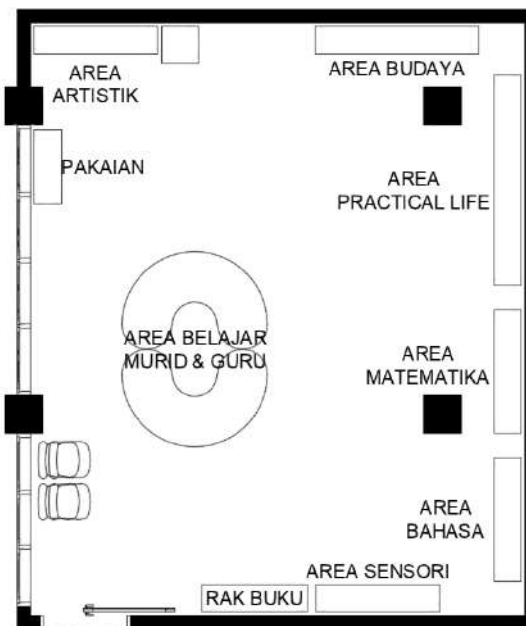 AREA
ARTISTIK
AREA BUDAYA
PAKAIAN
AREA
PRACTICAL LIFE
AREA BELAJAR
MURID & GURU
AREA
MATEMATIKA
AREA
BAHASA
AREA SENSORI
RAK BUKU